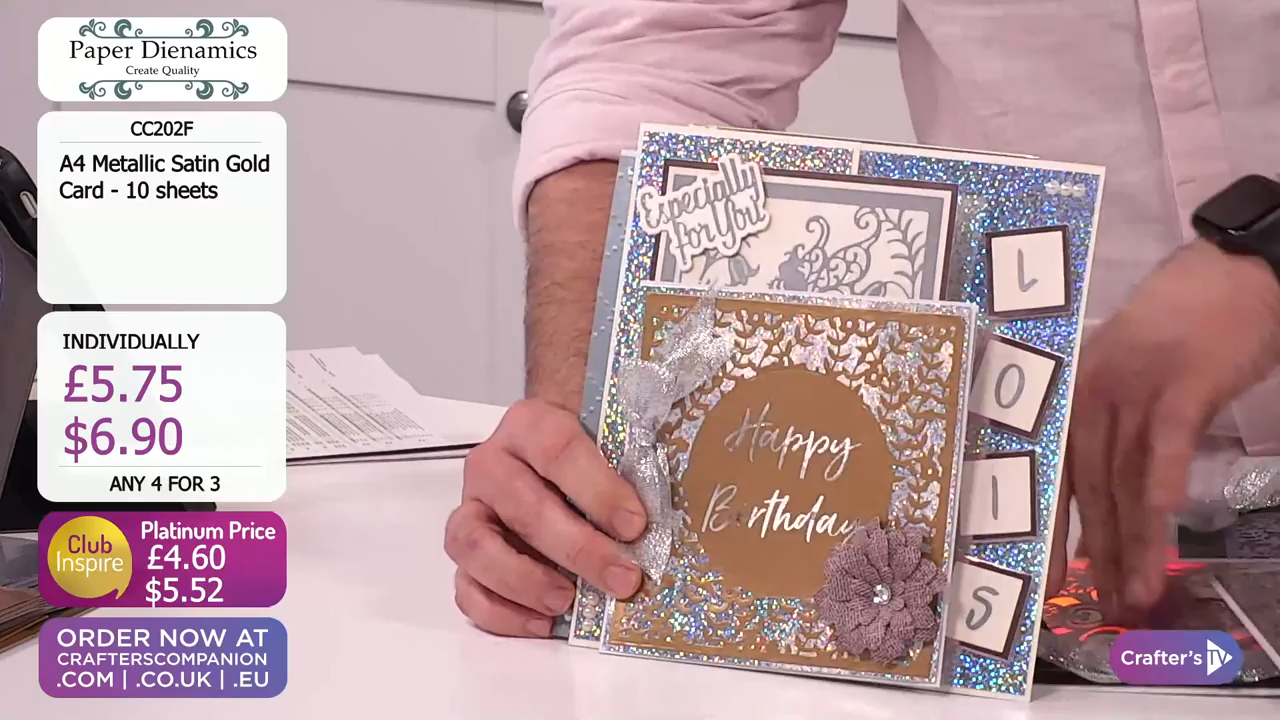 Paper Dienamics
Create Quality
CC202F
A4 Metallic Satin Gold
Card - 10 sheets
INDIVIDUALLY
£5.75
$6.90
ANY 4 FOR 3
Club
Inspire
Platinum Price
£4.60
$5.52
ORDER NOW AT
CRAFTERSCOMPANION
.COM | .CO.UK | .EU
Especially
for You!
Happy
Birthday
L
O
I
S
Crafter's TV